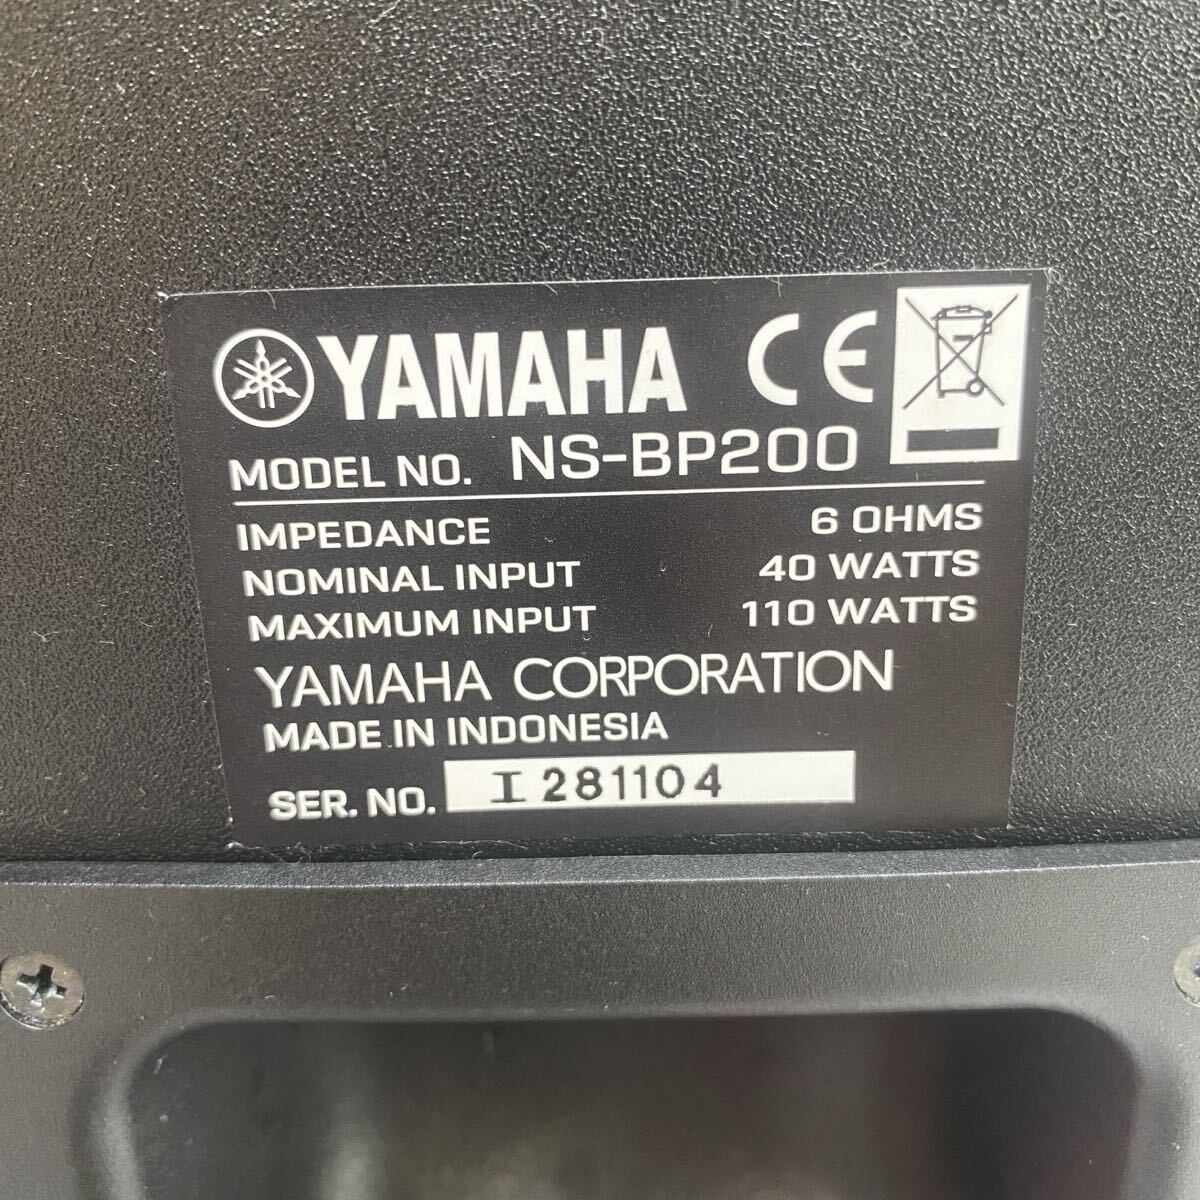 YAMAHA CE
MODEL NO. NS-BP200
IMPEDANCE 6 OHMS
NOMINAL INPUT 40 WATTS
MAXIMUM INPUT 110 WATTS
YAMAHA CORPORATION
MADE IN INDONESIA
SER. NO. I 281104